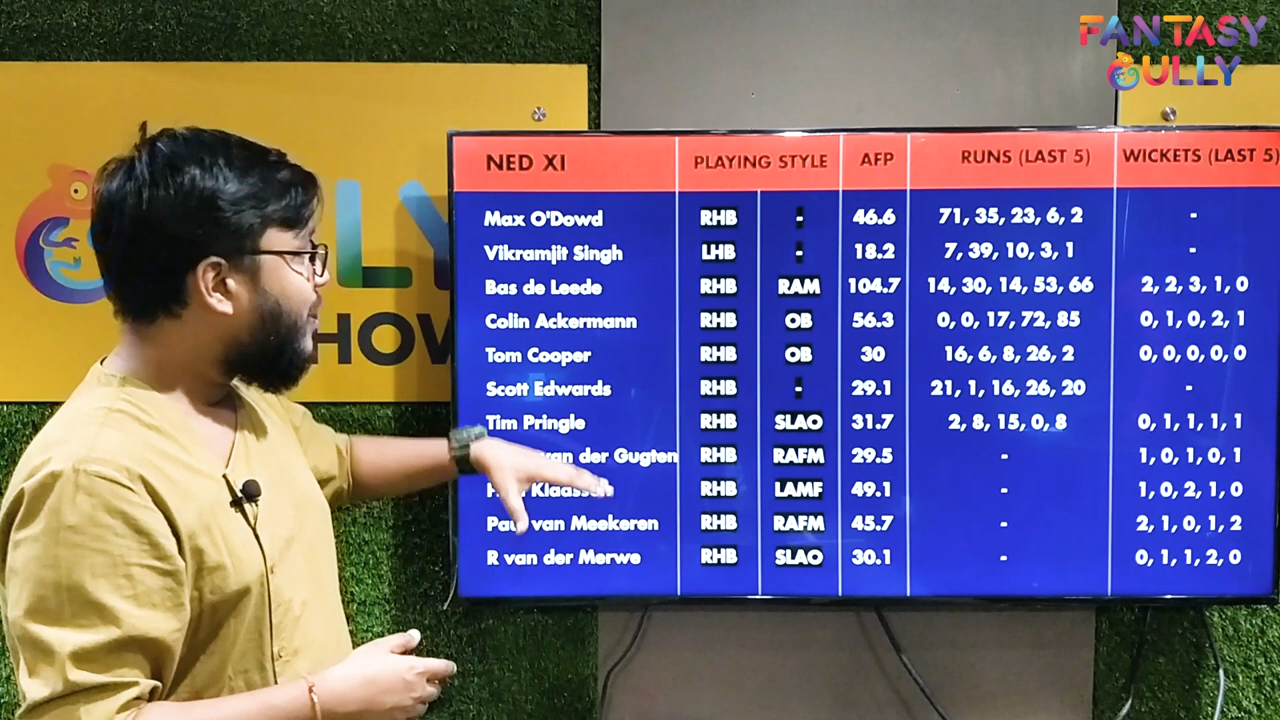 FANTASY
GULLY
LLY
HOW
NED XI PLAYING STYLE AFP RUNS (LAST 5) WICKETS (LAST 5)
Max O'Dowd RHB - 46.6 71, 35, 23, 6, 2 -
Vikramjit Singh LHB - 18.2 7, 39, 10, 3, 1 -
Bas de Leede RHB RAM 104.7 14, 30, 14, 53, 66 2, 2, 3, 1, 0
Colin Ackermann RHB OB 56.3 0, 0, 17, 72, 85 0, 1, 0, 2, 1
Tom Cooper RHB OB 30 16, 6, 8, 26, 2 0, 0, 0, 0, 0
Scott Edwards RHB - 29.1 21, 1, 16, 26, 20 -
Tim Pringle RHB SLAO 31.7 2, 8, 15, 0, 8 0, 1, 1, 1, 1
van der Gugten RHB RAFM 29.5 - 1, 0, 1, 0, 1
Klaassen RHB LAMF 49.1 - 1, 0, 2, 1, 0
Paul van Meekeren RHB RAFM 45.7 - 2, 1, 0, 1, 2
R van der Merwe RHB SLAO 30.1 - 0, 1, 1, 2, 0